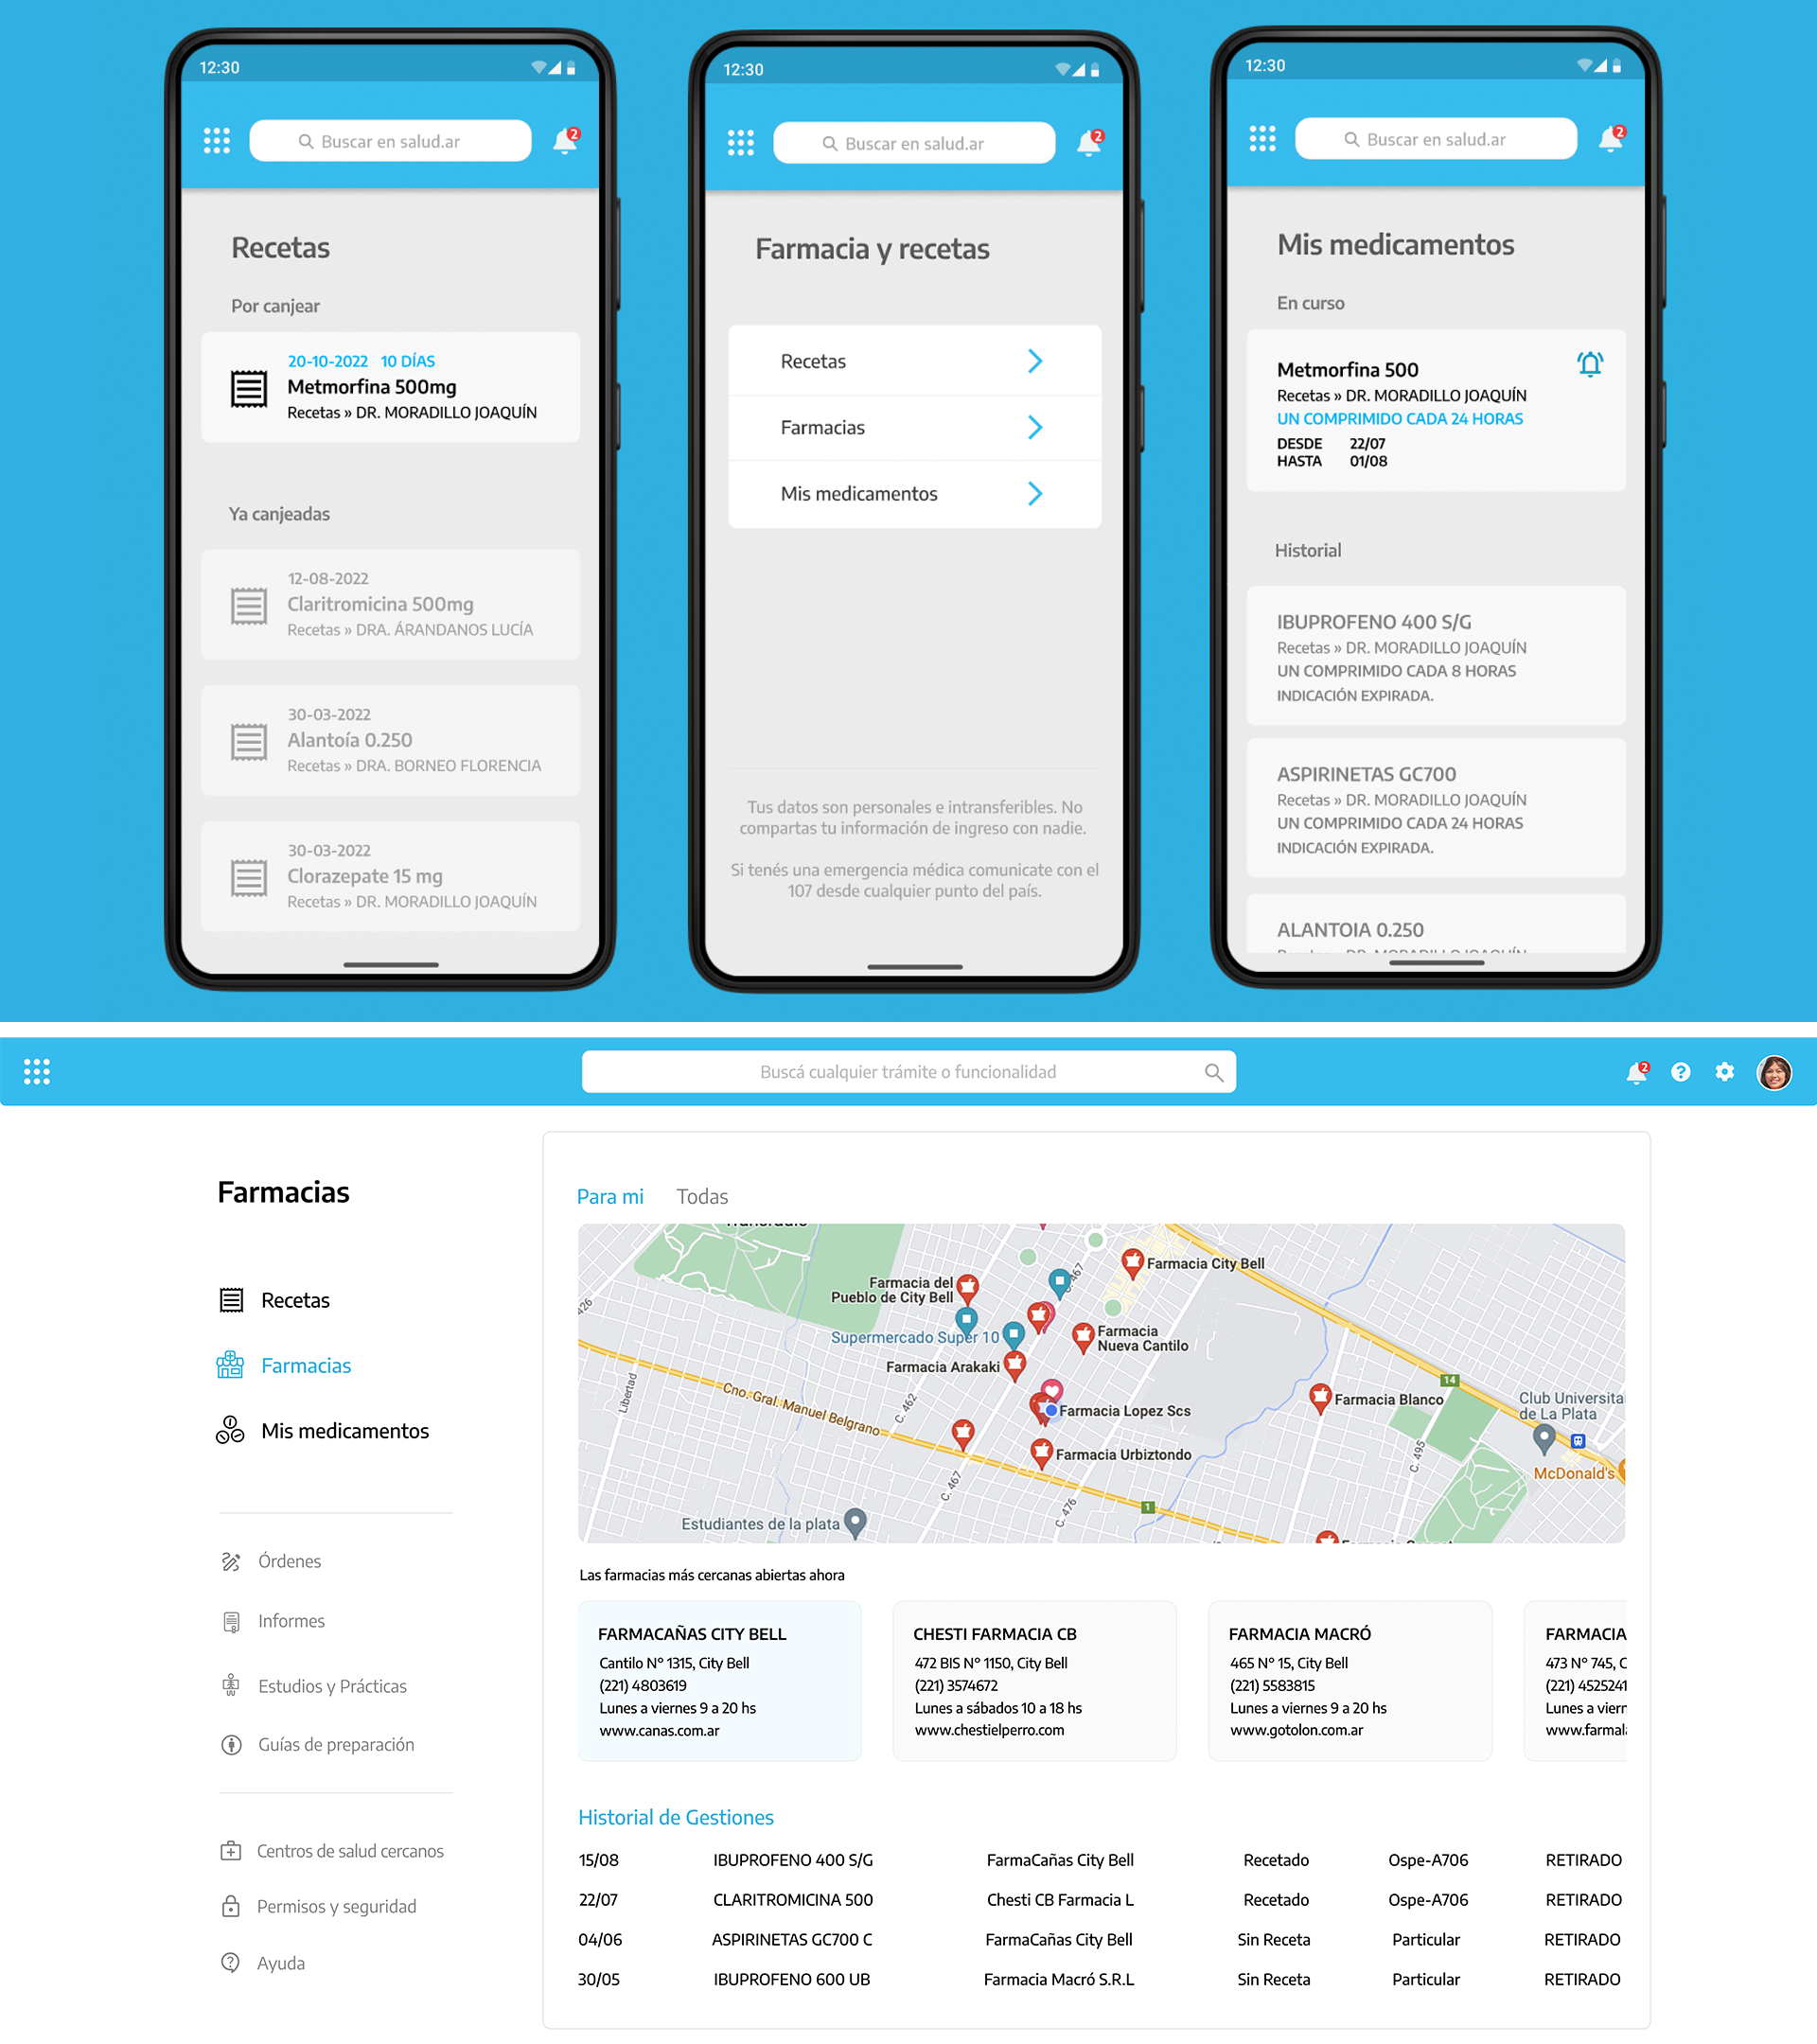 12:30
Buscar en salud.ar
2
Recetas
Por canjear
20-10-2022 10 DÍAS
Metmorfina 500mg
Recetas » DR. MORADILLO JOAQUÍN
Ya canjeadas
12-08-2022
Claritromicina 500mg
Recetas » DRA. ÁRANDANOS LUCÍA
30-03-2022
Alantoía 0.250
Recetas » DRA. BORNEO FLORENCIA
30-03-2022
Clorazepate 15 mg
Recetas » DR. MORADILLO JOAQUÍN
12:30
Buscar en salud.ar
2
Farmacia y recetas
Recetas
Farmacias
Mis medicamentos
Tus datos son personales e intransferibles. No
compartas tu información de ingreso con nadie.
Si tenés una emergencia médica comunicate con el
107 desde cualquier punto del país.
12:30
Buscar en salud.ar
2
Mis medicamentos
En curso
Metmorfina 500
Recetas » DR. MORADILLO JOAQUÍN
UN COMPRIMIDO CADA 24 HORAS
DESDE 22/07
HASTA 01/08
Historial
IBUPROFENO 400 S/G
Recetas » DR. MORADILLO JOAQUÍN
UN COMPRIMIDO CADA 8 HORAS
INDICACIÓN EXPIRADA.
ASPIRINETAS GC700
Recetas » DR. MORADILLO JOAQUÍN
UN COMPRIMIDO CADA 24 HORAS
INDICACIÓN EXPIRADA.
ALANTOIA 0.250
Buscá cualquier trámite o funcionalidad
2
Farmacias
Recetas
Farmacias
Mis medicamentos
Órdenes
Informes
Estudios y Prácticas
Guías de preparación
Centros de salud cercanos
Permisos y seguridad
Ayuda
Para mi Todas
Farmacia City Bell
Farmacia del
Pueblo de City Bell
C. 467
426
Supermercado Super 10
Farmacia
Nueva Cantilo
Farmacia Arakaki
Libertad
Cno. Gral. Manuel Belgrano
C. 462
Farmacia Lopez Scs
Farmacia Blanco
14
Club Universita
de La Plata
Farmacia Urbiztondo
C. 495
McDonald's
C. 467
C. 476
1
Estudiantes de la plata
Las farmacias más cercanas abiertas ahora
FARMACAÑAS CITY BELL
Cantilo N° 1315, City Bell
(221) 4803619
Lunes a viernes 9 a 20 hs
www.canas.com.ar
CHESTI FARMACIA CB
472 BIS N° 1150, City Bell
(221) 3574672
Lunes a sábados 10 a 18 hs
www.chestielperro.com
FARMACIA MACRÓ
465 N° 15, City Bell
(221) 5583815
Lunes a viernes 9 a 20 hs
www.gotolon.com.ar
FARMACIA
473 N° 745, C
(221) 4525241
Lunes a viern
www.farmal
Historial de Gestiones
15/08 IBUPROFENO 400 S/G FarmaCañas City Bell Recetado Ospe-A706 RETIRADO
22/07 CLARITROMICINA 500 Chesti CB Farmacia L Recetado Ospe-A706 RETIRADO
04/06 ASPIRINETAS GC700 C FarmaCañas City Bell Sin Receta Particular RETIRADO
30/05 IBUPROFENO 600 UB Farmacia Macró S.R.L Sin Receta Particular RETIRADO